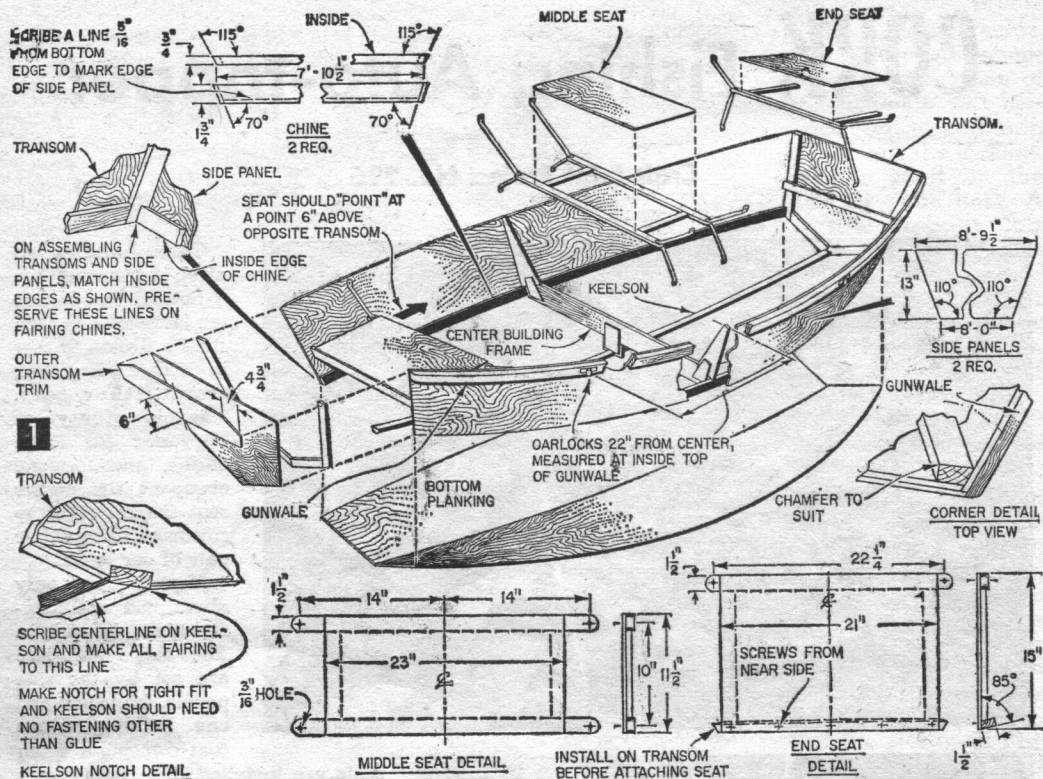 SCRIBE A LINE 5/16"
FROM BOTTOM
EDGE TO MARK EDGE
OF SIDE PANEL
3/4"
115°
INSIDE
115°
7'-10 1/2"
1 3/4"
70°
70°
CHINE
2 REQ.
MIDDLE SEAT
END SEAT
TRANSOM.
TRANSOM
SIDE PANEL
INSIDE EDGE
OF CHINE
ON ASSEMBLING
TRANSOMS AND SIDE
PANELS, MATCH INSIDE
EDGES AS SHOWN. PRE-
SERVE THESE LINES ON
FAIRING CHINES.
SEAT SHOULD "POINT" AT
A POINT 6" ABOVE
OPPOSITE TRANSOM
KEELSON
CENTER BUILDING
FRAME
8'-9 1/2"
13"
110°
110°
8'-0"
SIDE PANELS
2 REQ.
OUTER
TRANSOM
TRIM
4 3/4"
6"
1
GUNWALE
BOTTOM
PLANKING
OARLOCKS 22" FROM CENTER,
MEASURED AT INSIDE TOP
OF GUNWALE
GUNWALE
CHAMFER TO
SUIT
CORNER DETAIL
TOP VIEW
TRANSOM
SCRIBE CENTERLINE ON KEEL-
SON AND MAKE ALL FAIRING
TO THIS LINE
MAKE NOTCH FOR TIGHT FIT
AND KEELSON SHOULD NEED
NO FASTENING OTHER
THAN GLUE
KEELSON NOTCH DETAIL
1 1/2"
14"
14"
23"
3/16" HOLE
10"
11 1/2"
MIDDLE SEAT DETAIL
1 1/2"
22 1/4"
21"
SCREWS FROM
NEAR SIDE
15"
85°
1 1/2"
INSTALL ON TRANSOM
BEFORE ATTACHING SEAT
END SEAT
DETAIL